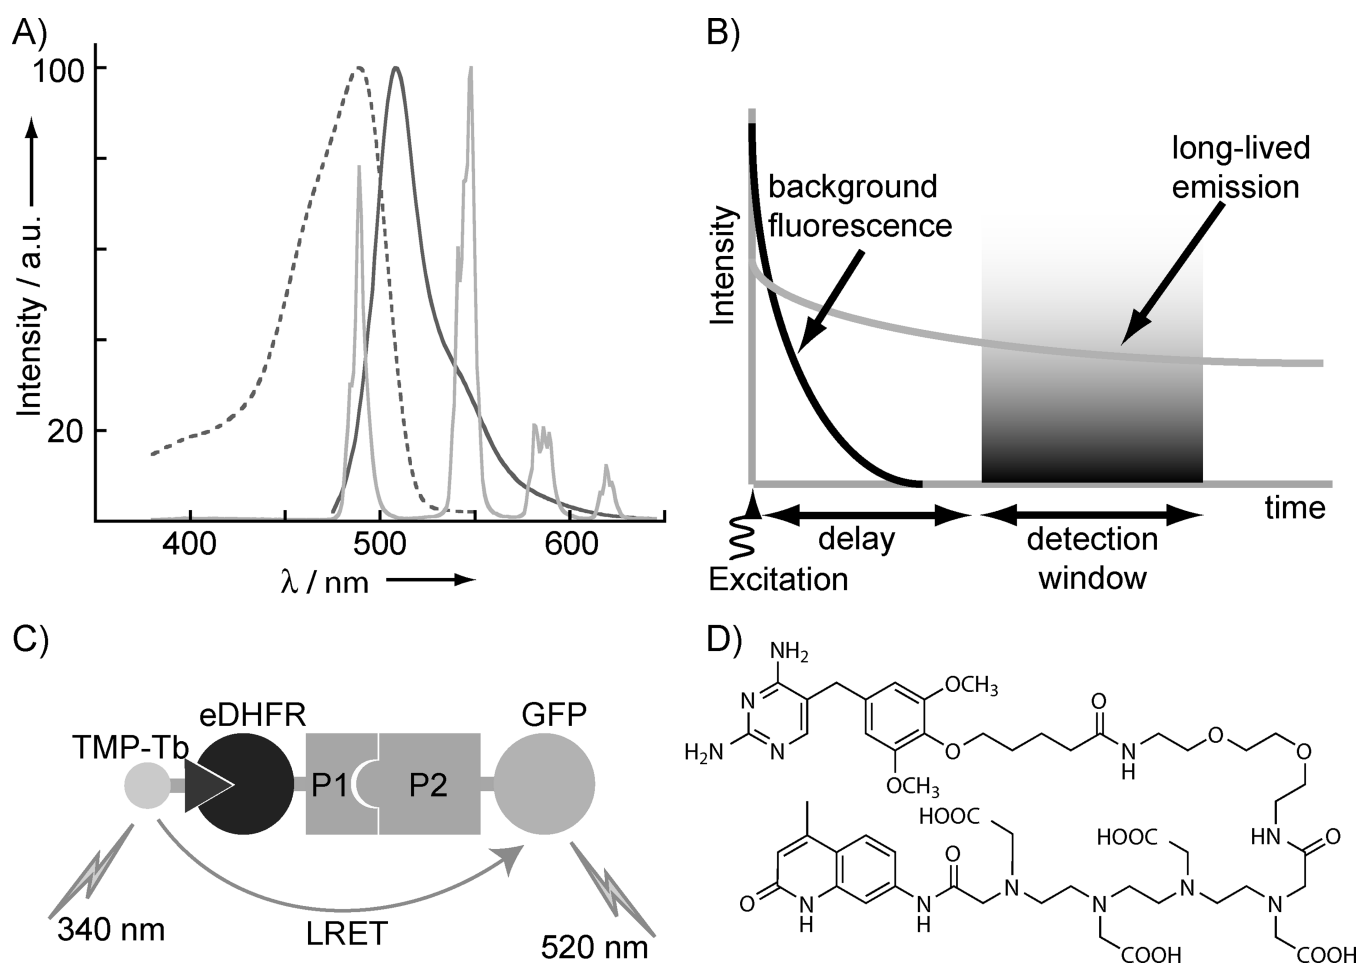 A)
100
20
Intensity / a.u.
400 500 600
λ / nm
B)
Intensity
background
fluorescence
long-lived
emission
time
delay
detection
window
Excitation
C)
TMP-Tb
eDHFR
P1
P2
GFP
340 nm
LRET
520 nm
D)
NH2
N
H2N
N
OCH3
O
OCH3
O
N
H
O
O
HN
O
HOOC
HOOC
O
O
N
H
N
H
N
N
N
N
COOH
COOH